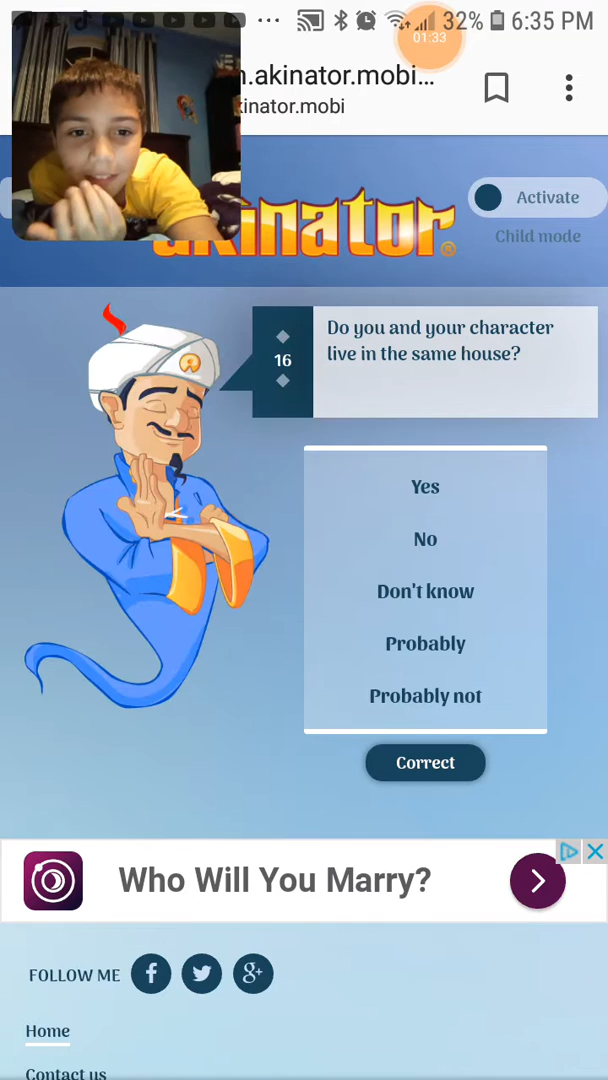 32% 6:35 PM
01:33
n.akinator.mobi...
kinator.mobi
Activate
akinator®
Child mode
16
Do you and your character
live in the same house?
Yes
No
Don't know
Probably
Probably not
Correct
Who Will You Marry?
FOLLOW ME
Home
Contact us